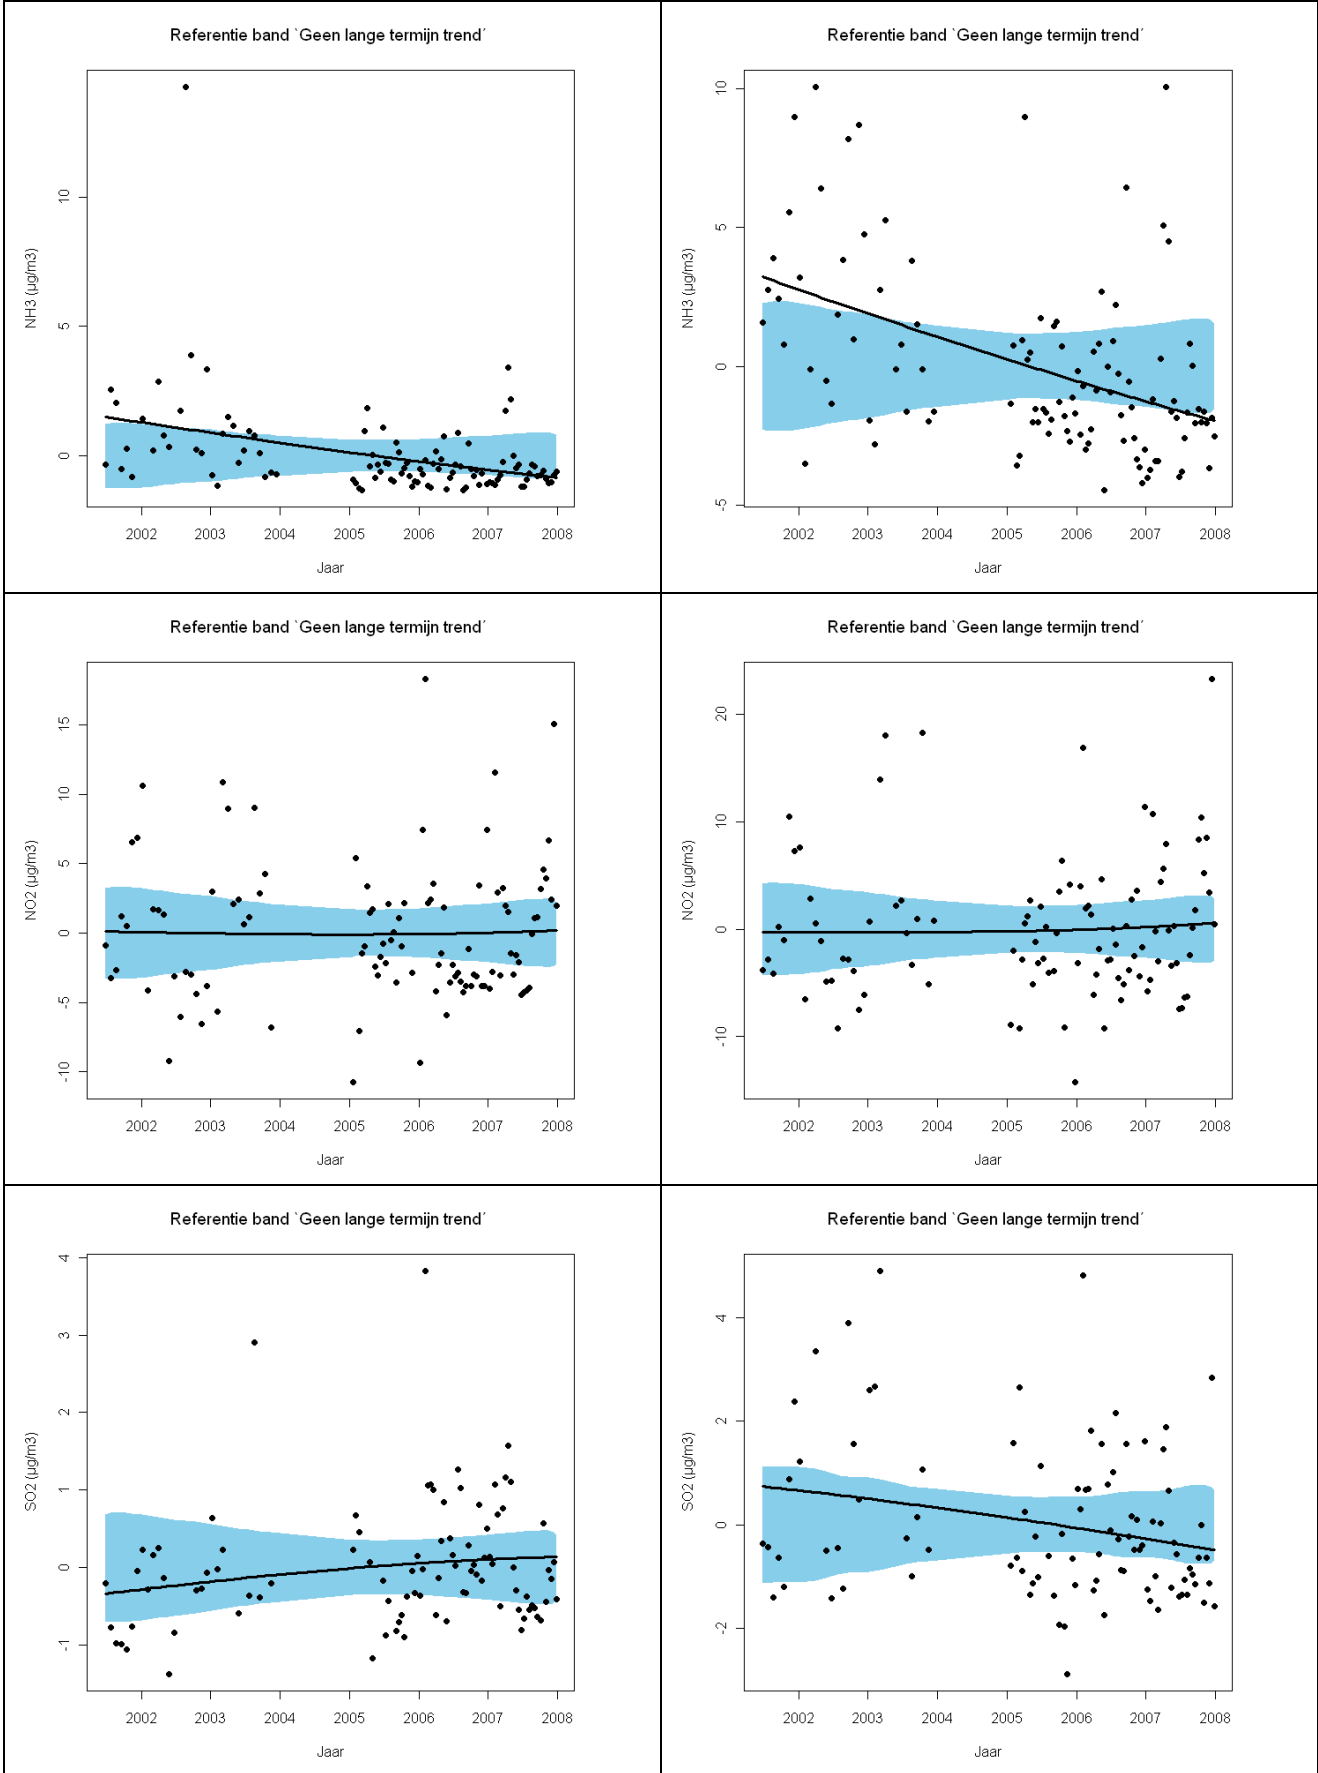 Referentie band `Geen lange termijn trend´
NH3 (µg/m3)
10
5
0
2002 2003 2004 2005 2006 2007 2008
Jaar
Referentie band `Geen lange termijn trend´
NH3 (µg/m3)
10
5
0
-5
2002 2003 2004 2005 2006 2007 2008
Jaar
Referentie band `Geen lange termijn trend´
NO2 (µg/m3)
15
10
5
0
-5
-10
2002 2003 2004 2005 2006 2007 2008
Jaar
Referentie band `Geen lange termijn trend´
NO2 (µg/m3)
20
10
0
-10
2002 2003 2004 2005 2006 2007 2008
Jaar
Referentie band `Geen lange termijn trend´
SO2 (µg/m3)
4
3
2
1
0
-1
2002 2003 2004 2005 2006 2007 2008
Jaar
Referentie band `Geen lange termijn trend´
SO2 (µg/m3)
4
2
0
-2
2002 2003 2004 2005 2006 2007 2008
Jaar